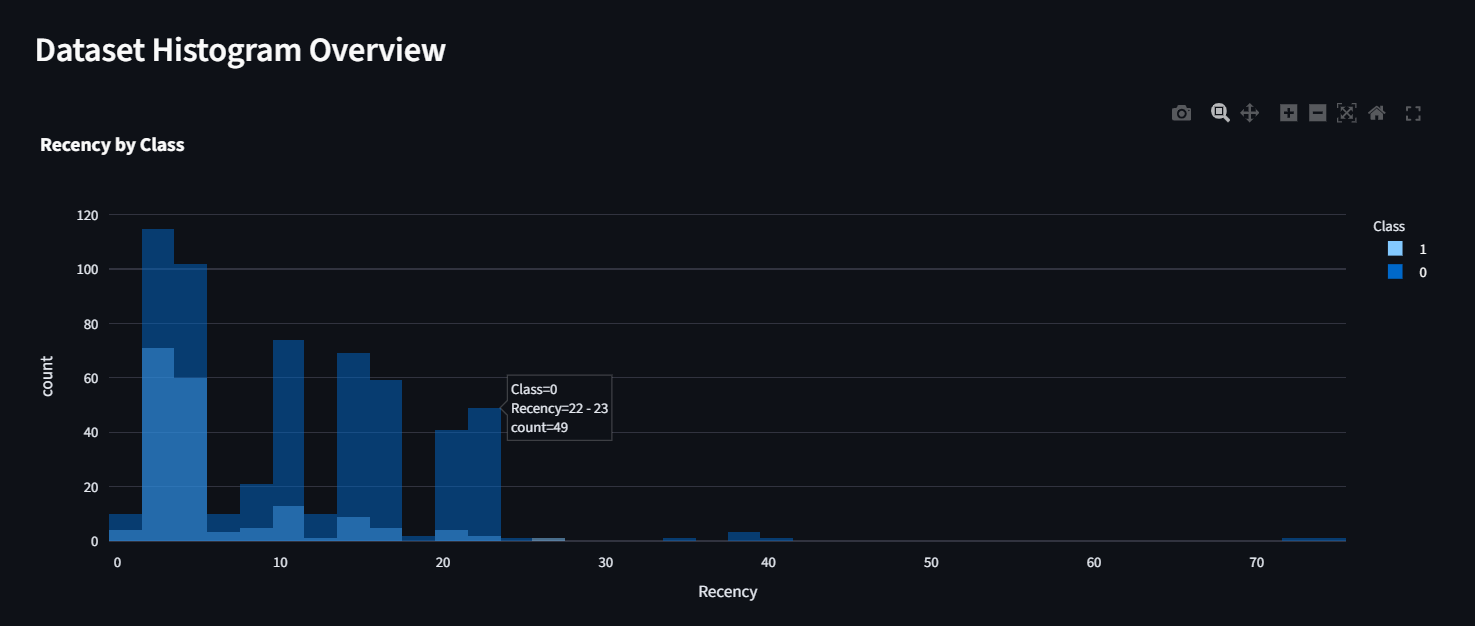 Dataset Histogram Overview
Recency by Class
120
100
80
60
40
20
0
count
Class=0
Recency=22 - 23
count=49
0
10
20
30
40
50
60
70
Recency
Class
1
0